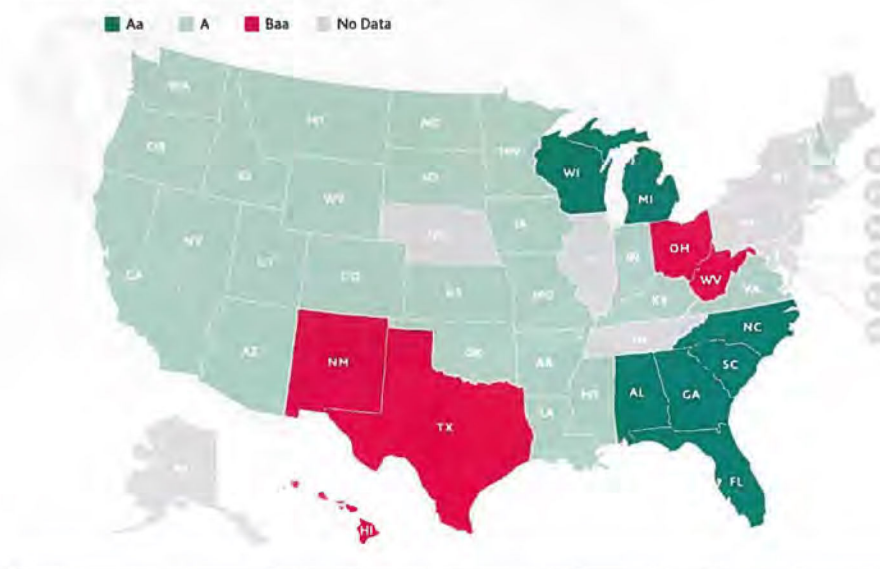 Aa A Baa No Data
WA
MT
ND
MN
OR
ID
WY
SD
WI
MI
NV
UT
CO
IA
IN
OH
WV
CA
KS
MO
KY
VA
AZ
NM
OK
AR
NC
SC
TX
LA
MS
AL
GA
FL
HI